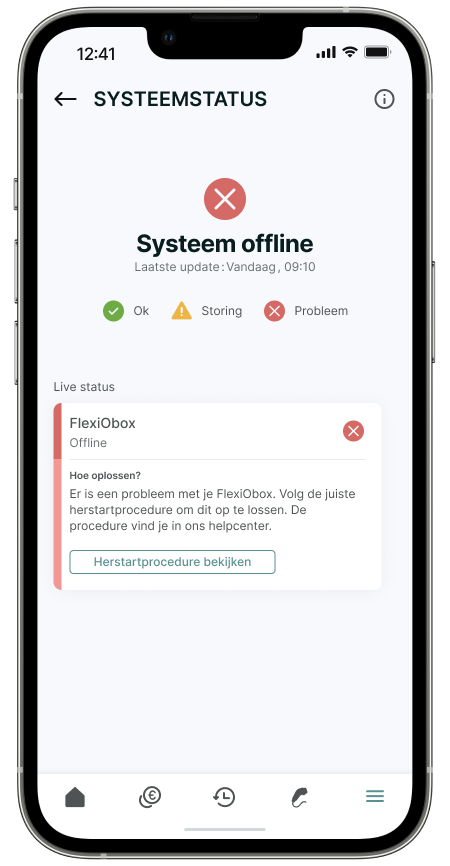 12:41
SYSTEEMSTATUS
Systeem offline
Laatste update: Vandaag, 09:10
Ok Storing Probleem
Live status
FlexiObox
Offline
Hoe oplossen?
Er is een probleem met je FlexiObox. Volg de juiste
herstartprocedure om dit op te lossen. De
procedure vind je in ons helpcenter.
Herstartprocedure bekijken